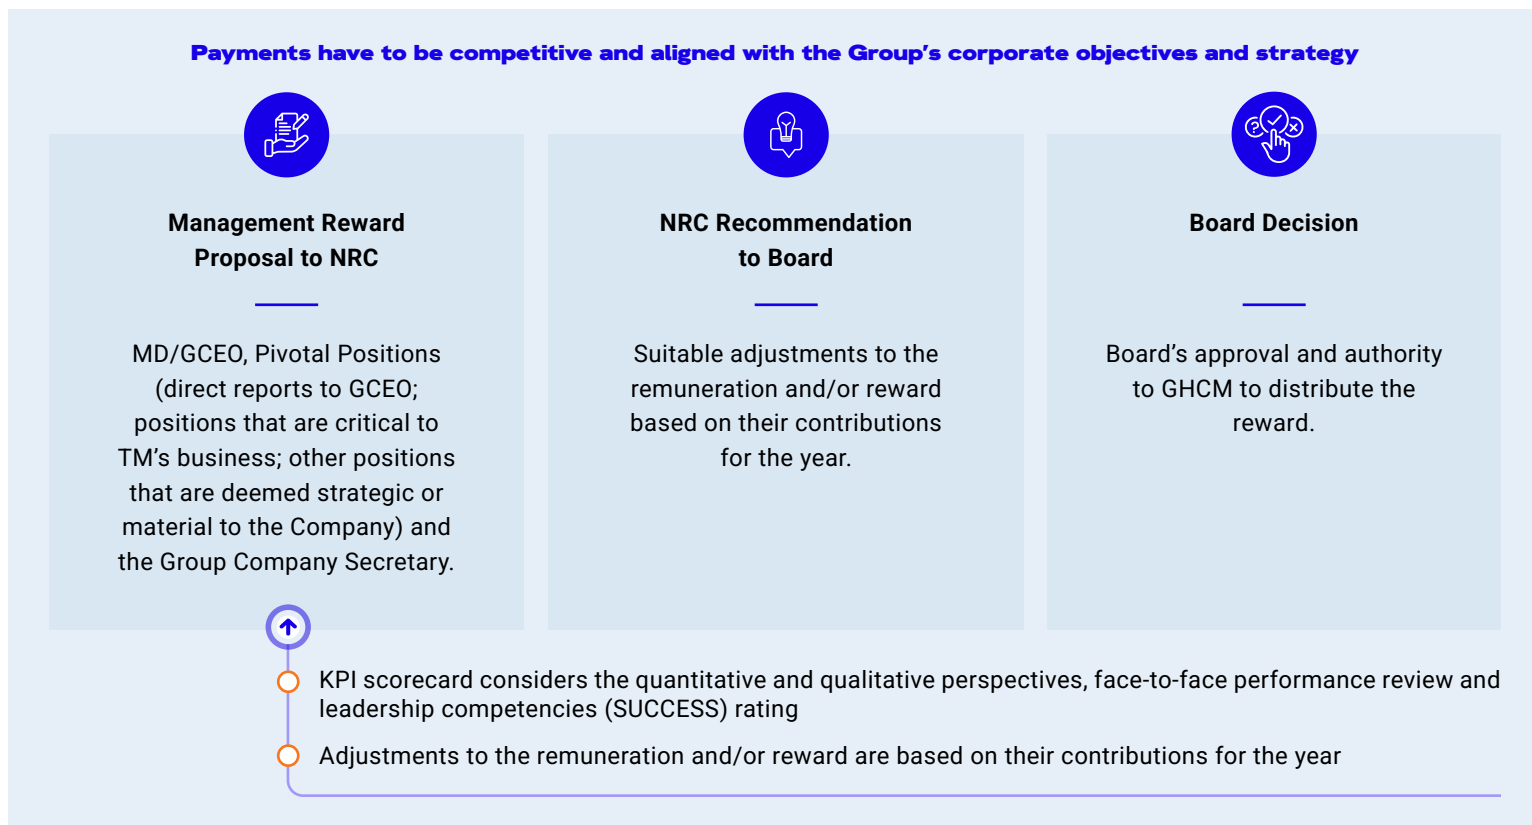 Payments have to be competitive and aligned with the Group's corporate objectives and strategy
Management Reward
Proposal to NRC
MD/GCEO, Pivotal Positions
(direct reports to GCEO;
positions that are critical to
TM's business; other positions
that are deemed strategic or
material to the Company) and
the Group Company Secretary.
NRC Recommendation
to Board
Suitable adjustments to the
remuneration and/or reward
based on their contributions
for the year.
Board Decision
Board's approval and authority
to GHCM to distribute the
reward.
KPI scorecard considers the quantitative and qualitative perspectives, face-to-face performance review and
leadership competencies (SUCCESS) rating
Adjustments to the remuneration and/or reward are based on their contributions for the year